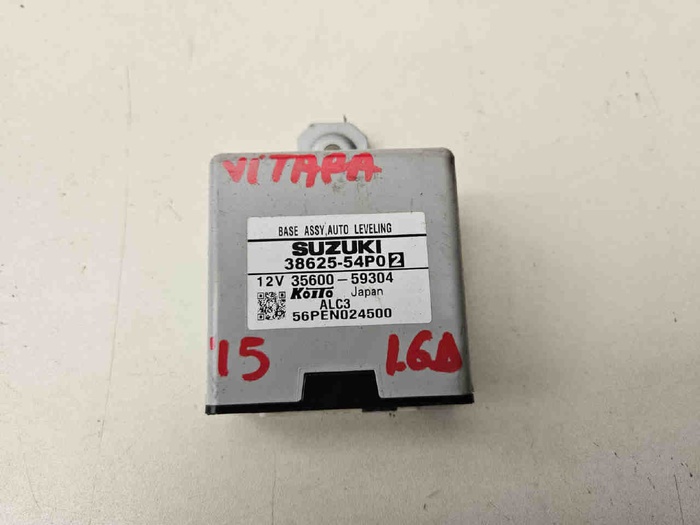 VITARA
BASE ASSY,AUTO LEVELING
SUZUKI
38625-54P0 2
12V 35600-59304
KOITO Japan
ALC3
56PEN024500
'15 1.6D